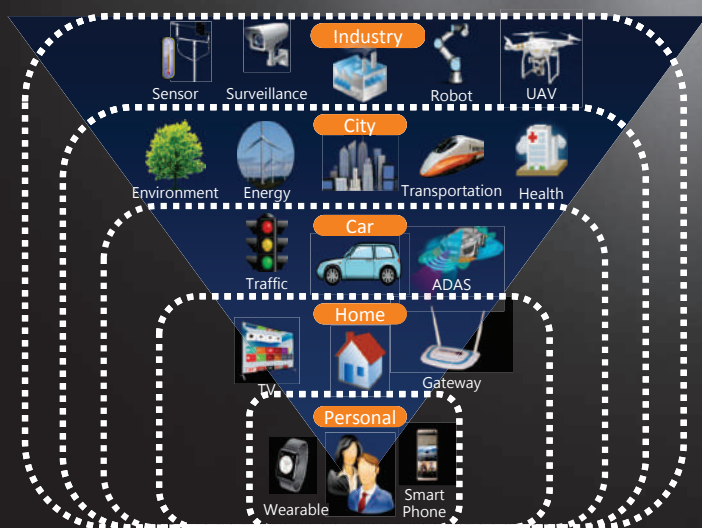 Industry
Sensor
Surveillance
Robot
UAV
City
Environment
Energy
Transportation
Health
Car
Traffic
ADAS
Home
TV
Gateway
Personal
Wearable
Smart
Phone